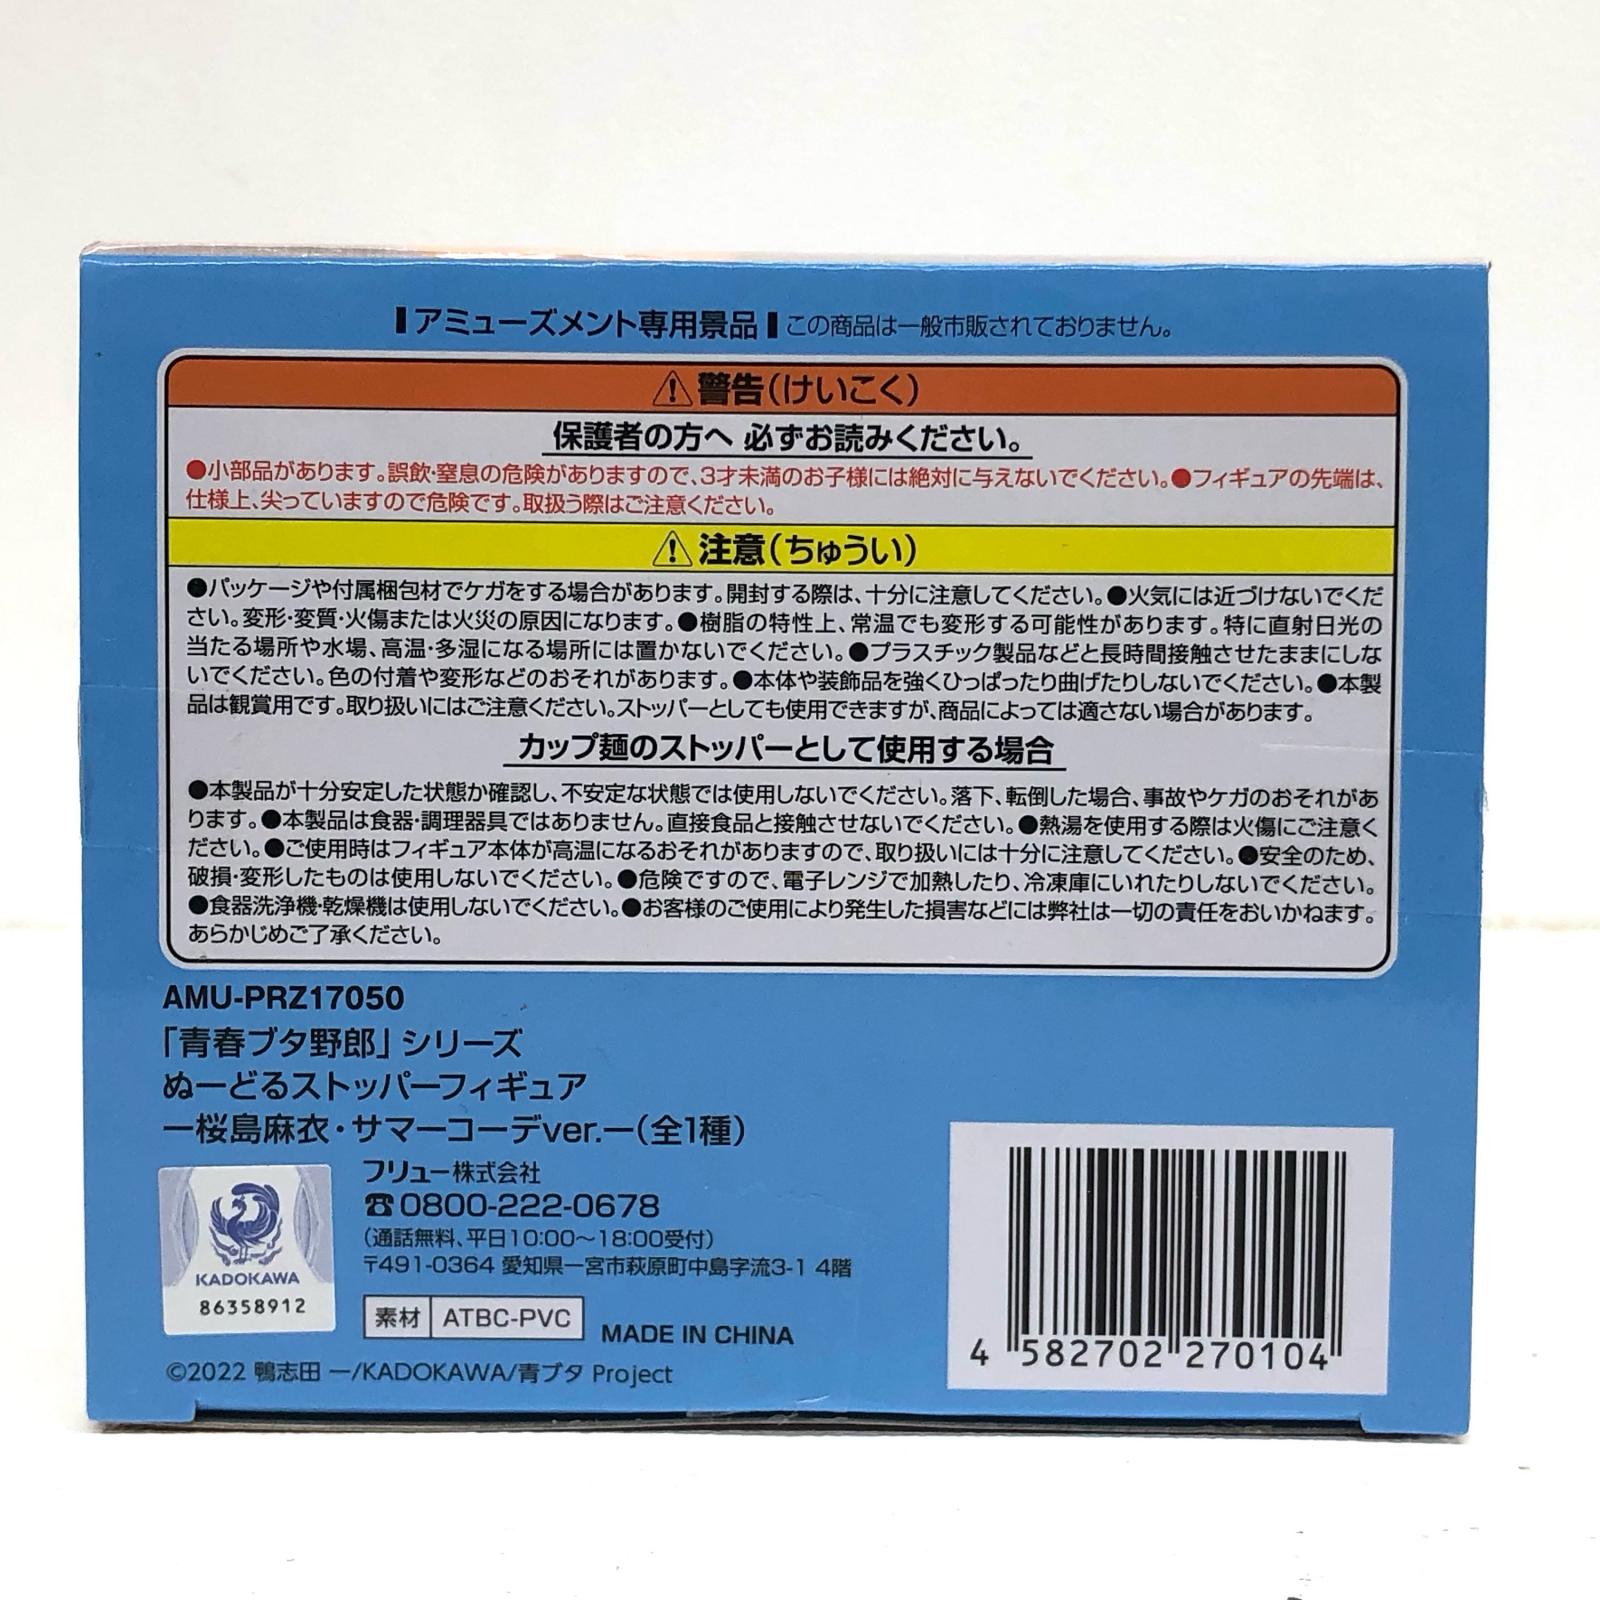 アミューズメント専用景品 この商品は一般市販されておりません。
⚠警告（けいこく）
保護者の方へ 必ずお読みください。
●小部品があります。誤飲・窒息の危険がありますので、3才未満のお子様には絶対に与えないでください。●フィギュアの先端は、
仕様上、尖っていますので危険です。取扱う際はご注意ください。
⚠注意（ちゅうい）
●パッケージや付属梱包材でケガをする場合があります。開封する際は、十分に注意してください。●火気には近づけないでくだ
さい。変形・変質・火傷または火災の原因になります。●樹脂の特性上、常温でも変形する可能性があります。特に直射日光の
当たる場所や水場、高温・多湿になる場所には置かないでください。●プラスチック製品などと長時間接触させたままにしな
いでください。色の付着や変形などのおそれがあります。●本体や装飾品を強くひっぱったり曲げたりしないでください。●本製
品は観賞用です。取り扱いにはご注意ください。ストッパーとしても使用できますが、商品によっては適さない場合があります。
カップ麺のストッパーとして使用する場合
●本製品が十分安定した状態か確認し、不安定な状態では使用しないでください。落下、転倒した場合、事故やケガのおそれがあ
ります。●本製品は食器・調理器具ではありません。直接食品と接触させないでください。●熱湯を使用する際は火傷にご注意く
ださい。●ご使用時はフィギュア本体が高温になるおそれがありますので、取り扱いには十分に注意してください。●安全のため、
破損・変形したものは使用しないでください。●危険ですので、電子レンジで加熱したり、冷凍庫にいれたりしないでください。
●食器洗浄機・乾燥機は使用しないでください。●お客様のご使用により発生した損害などには弊社は一切の責任をおいかねます。
あらかじめご了承ください。
AMU-PRZ17050
「青春ブタ野郎」シリーズ
ぬーどるストッパーフィギュア
ー桜島麻衣・サマーコーデver.ー（全1種）
フリュー株式会社
☎0800-222-0678
（通話無料、平日10:00〜18:00受付）
〒491-0364 愛知県一宮市萩原町中島字流3-1 4階
KADOKAWA
86358912
素材 ATBC-PVC MADE IN CHINA
©2022 鴨志田 一/KADOKAWA/青ブタ Project
4 582702 270104